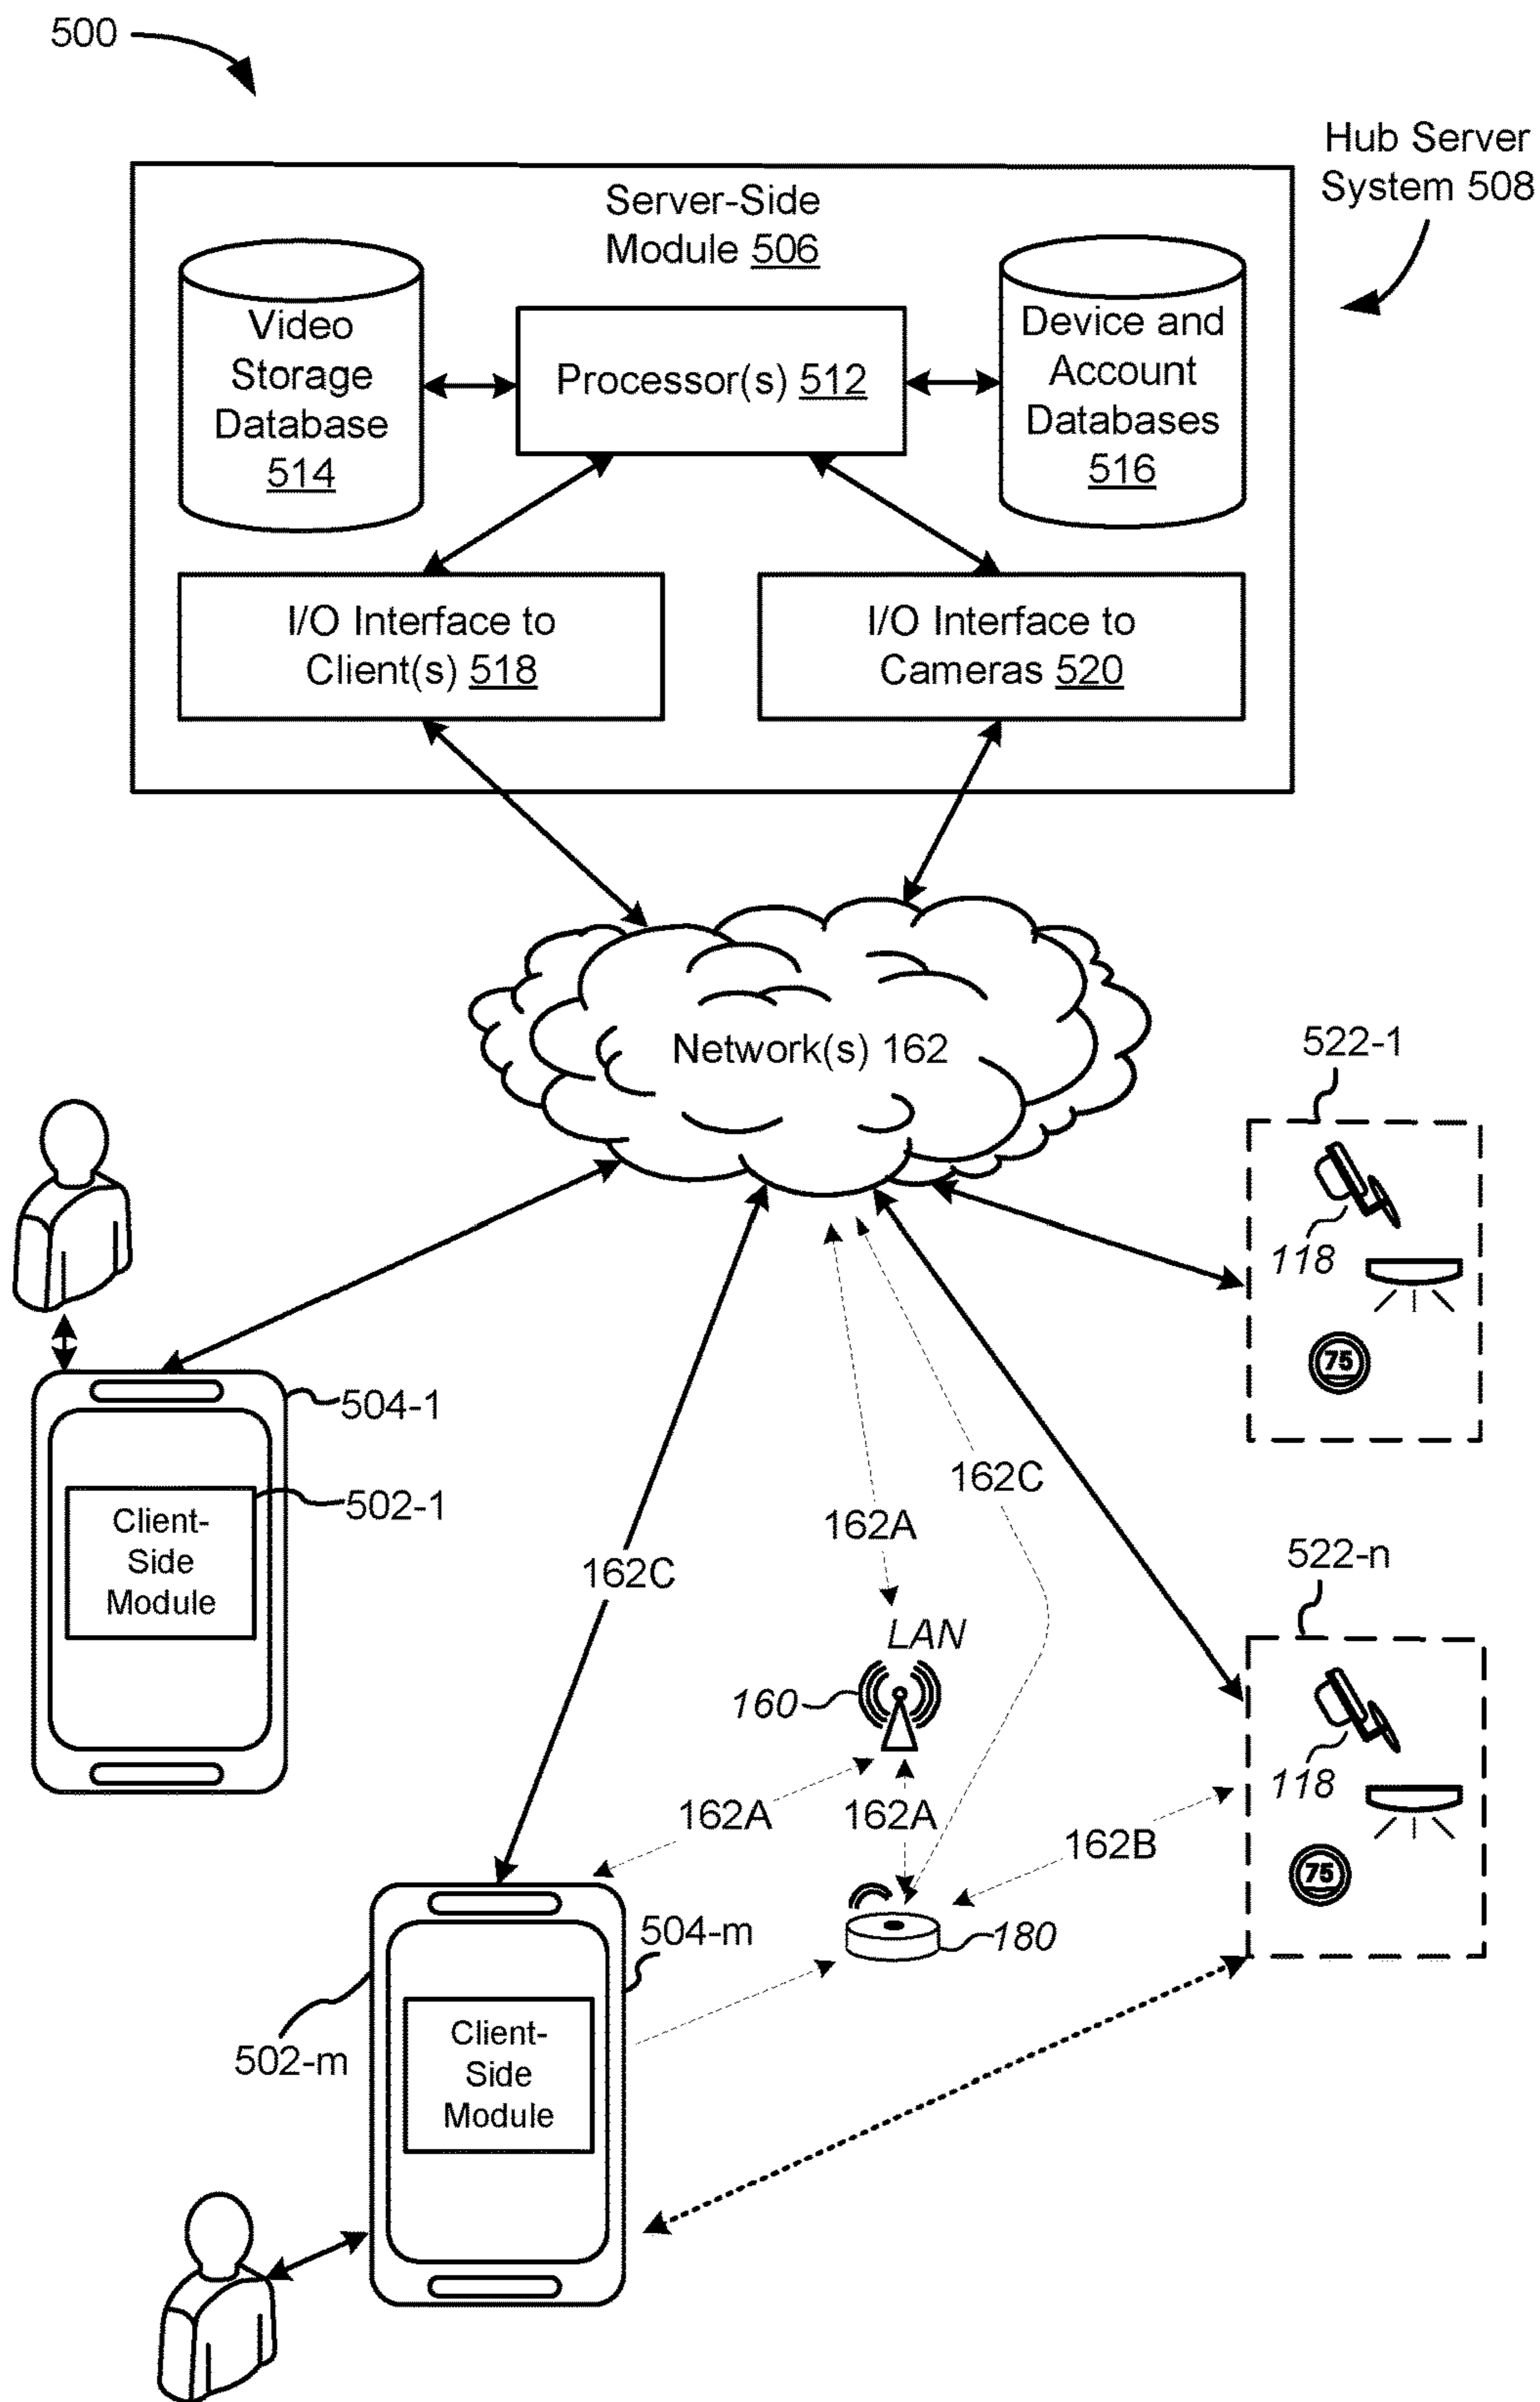 500
Hub Server
System 508
Server-Side
Module 506
Video
Storage
Database
514
Processor(s) 512
Device and
Account
Databases
516
I/O Interface to
Client(s) 518
I/O Interface to
Cameras 520
Network(s) 162
522-1
118
75
504-1
502-1
Client-
Side
Module
162C
162A
162C
LAN
160
162A
162A
162B
522-n
118
75
180
504-m
502-m
Client-
Side
Module